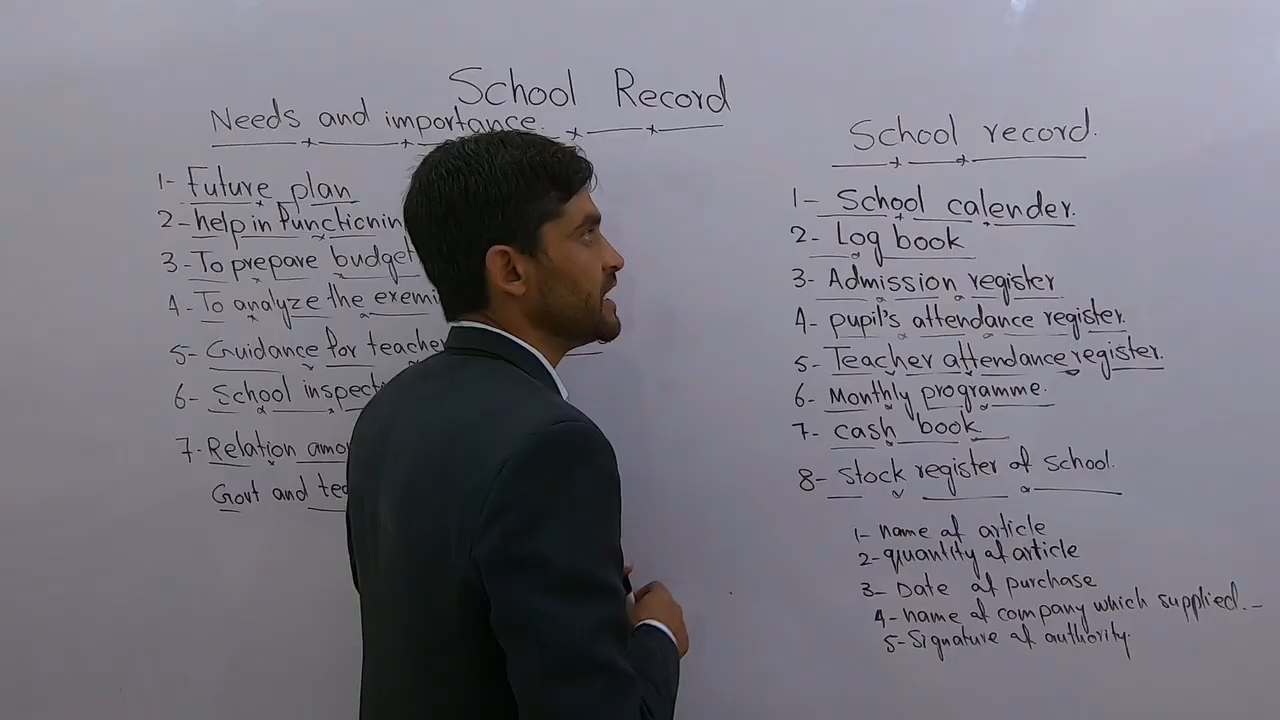 School Record
Needs and importance.
1- Future plan
2- help in functionin
3- To prepare budget
4- To analyze the exemi
5- Guidance for teacher
6- School inspect
7- Relation amo
Govt and tea
School record.
1- School calender.
2- Log book
3- Admission register
4- pupil's attendance register.
5- Teacher attendance register.
6- Monthly programme.
7- cash book
8- stock register of school.
1- name of article
2- quantity of article
3- Date of purchase
4- name of company which supplied.-
5- Signature of authority.